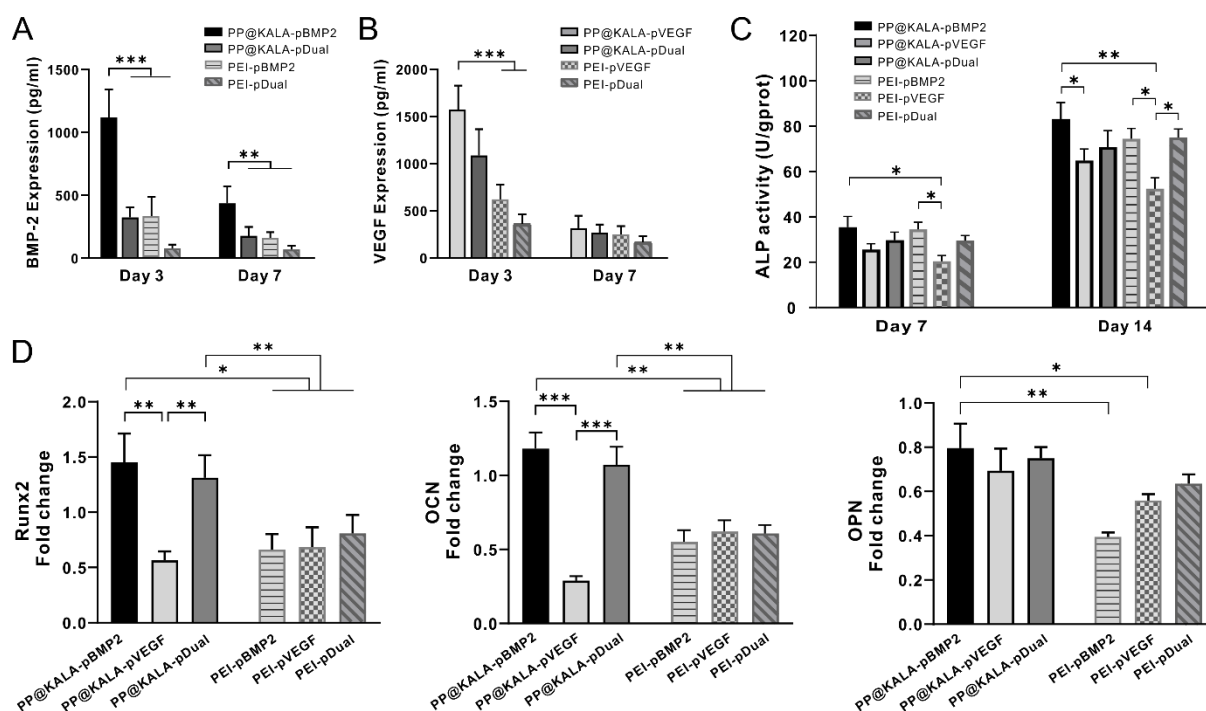 A
PP@KALA-pBMP2
PP@KALA-pDual
PEI-pBMP2
PEI-pDual
BMP-2 Expression (pg/ml)
1500
1000
500
0
***
**
Day 3
Day 7
B
PP@KALA-pVEGF
PP@KALA-pDual
PEI-pVEGF
PEI-pDual
VEGF Expression (pg/ml)
2000
1500
1000
500
0
***
Day 3
Day 7
C
PP@KALA-pBMP2
PP@KALA-pVEGF
PP@KALA-pDual
PEI-pBMP2
PEI-pVEGF
PEI-pDual
ALP activity (U/gprot)
120
100
80
60
40
20
0
*
*
**
*
*
*
Day 7
Day 14
D
Runx2
Fold change
2.0
1.5
1.0
0.5
0.0
**
*
**
**
PP@KALA-pBMP2
PP@KALA-pVEGF
PP@KALA-pDual
PEI-pBMP2
PEI-pVEGF
PEI-pDual
OCN
Fold change
1.5
1.0
0.5
0.0
**
**
***
***
PP@KALA-pBMP2
PP@KALA-pVEGF
PP@KALA-pDual
PEI-pBMP2
PEI-pVEGF
PEI-pDual
OPN
Fold change
1.0
0.8
0.6
0.4
0.2
0.0
*
**
PP@KALA-pBMP2
PP@KALA-pVEGF
PP@KALA-pDual
PEI-pBMP2
PEI-pVEGF
PEI-pDual